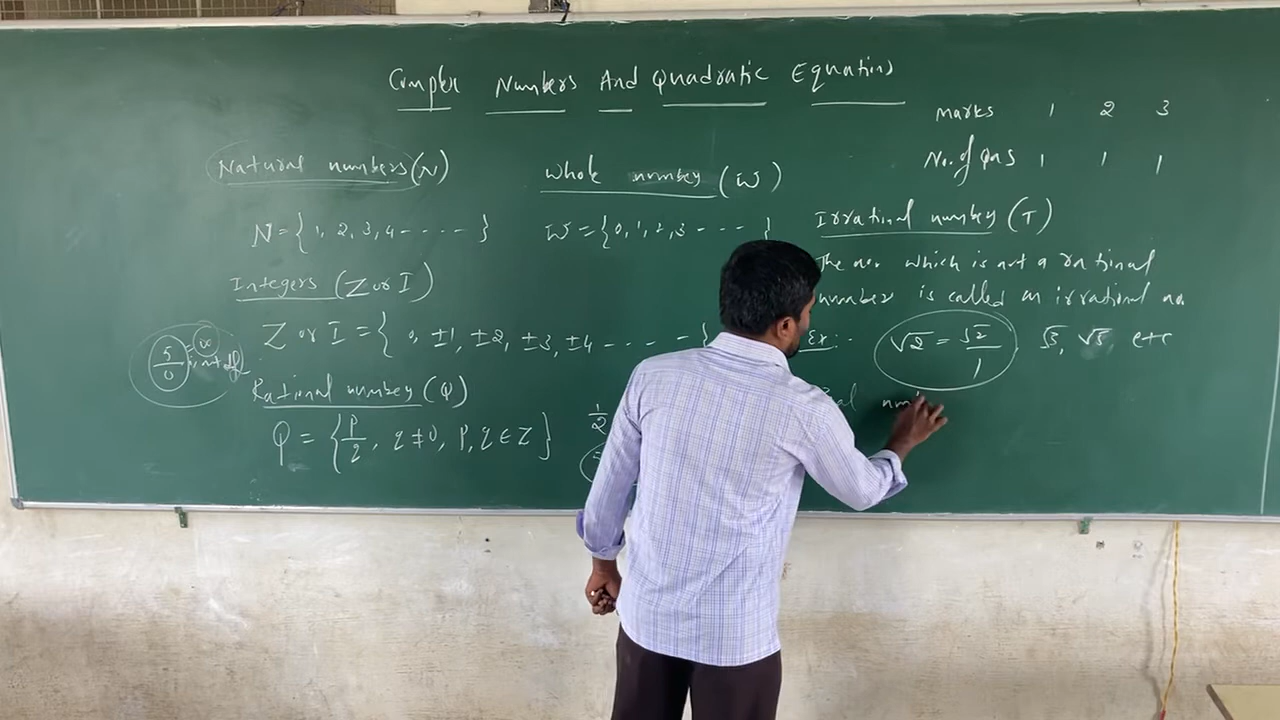 Complex Numbers And Quadratic Equations
Marks 1 2 3
No. of Qns 1 1 1
Natural numbers (N)
N = { 1, 2, 3, 4 - - - - - }
Whole number (W)
W = { 0, 1, 2, 3 - - - - }
Integers (Z or I)
Z or I = { 0, ±1, ±2, ±3, ±4 - - - - - }
5/0 = ∞
Rational number (Q)
Q = { p/q, q ≠ 0, p, q ∈ Z }
1/2
Irrational number (T)
The no. which is not a rational
number is called an irrational no
Ex:- √2 = √2/1 √3, √5 etc